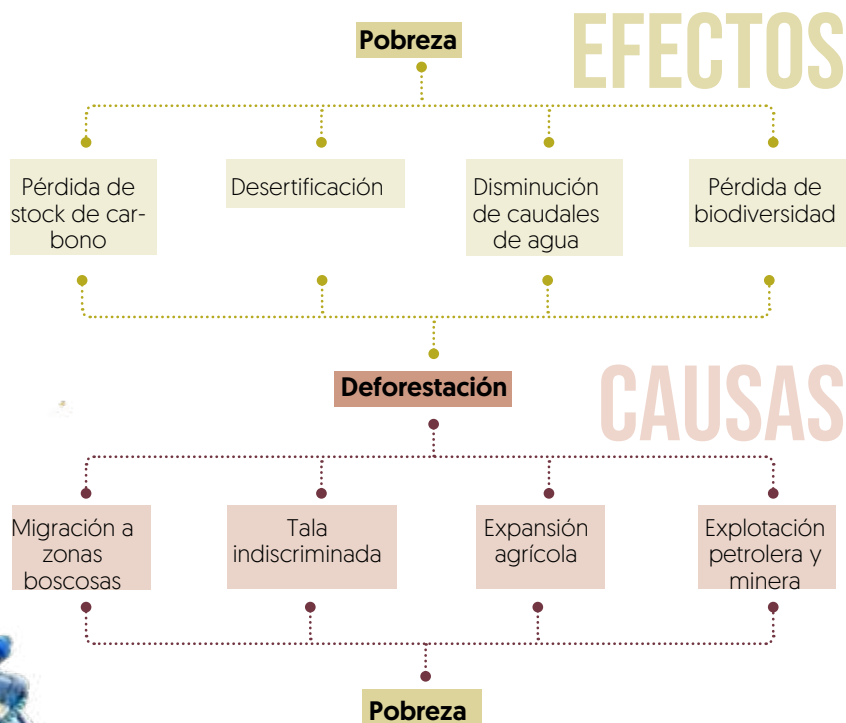 EFECTOS
Pobreza
Pérdida de
stock de car-
bono
Desertificación
Disminución
de caudales
de agua
Pérdida de
biodiversidad
Deforestación
CAUSAS
Migración a
zonas
boscosas
Tala
indiscriminada
Expansión
agrícola
Explotación
petrolera y
minera
Pobreza